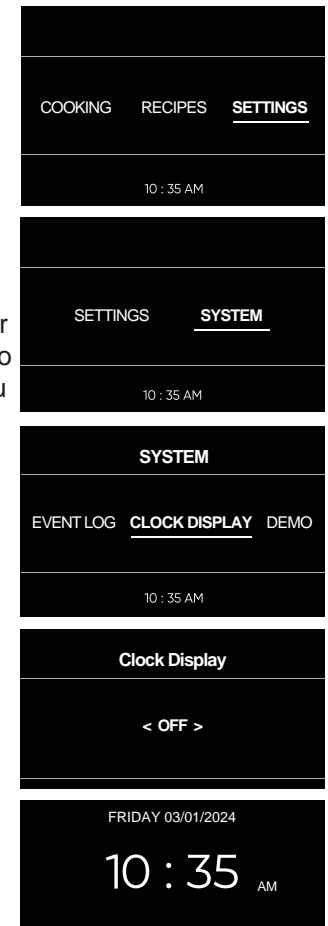 COOKING RECIPES SETTINGS
10 : 35 AM
SETTINGS SYSTEM
10 : 35 AM
SYSTEM
EVENT LOG CLOCK DISPLAY DEMO
10 : 35 AM
Clock Display
< OFF >
FRIDAY 03/01/2024
10 : 35 AM